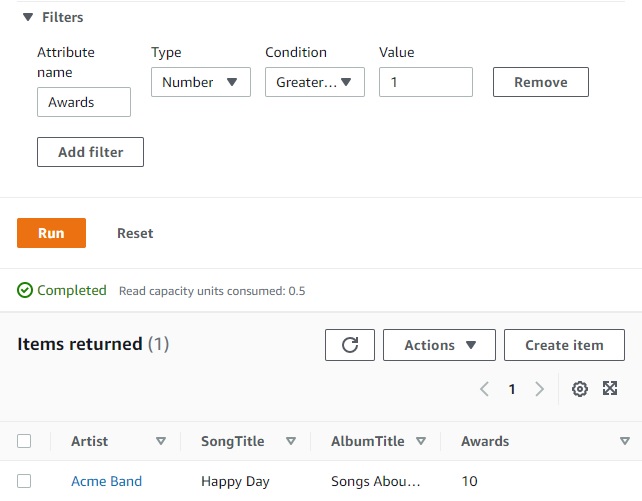 Filters
Attribute name
Type
Condition
Value
Awards
Number
Greater...
1
Remove
Add filter
Run
Reset
Completed
Read capacity units consumed: 0.5
Items returned (1)
Actions
Create item
1
Artist
SongTitle
AlbumTitle
Awards
Acme Band
Happy Day
Songs Abou...
10